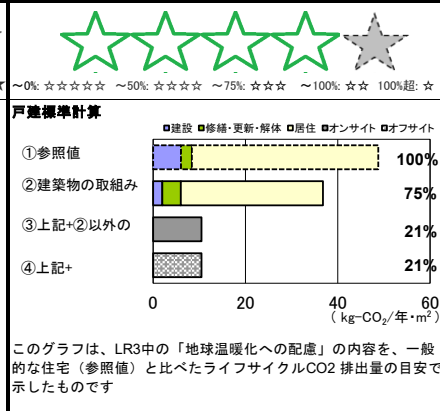 ～0%: ☆☆☆☆☆ ～50%: ☆☆☆☆ ～75%: ☆☆☆ ～100%: ☆☆ 100%超: ☆
戸建標準計算
■建設 ■修繕・更新・解体 ■居住 ■オンサイト ■オフサイト
①参照値 100%
②建築物の取組み 75%
③上記+②以外の 21%
④上記+ 21%
0 20 40 60
( kg-CO₂/年・m² )
このグラフは、LR3中の「地球温暖化への配慮」の内容を、一般
的な住宅（参照値）と比べたライフサイクルCO2 排出量の目安で
示したものです